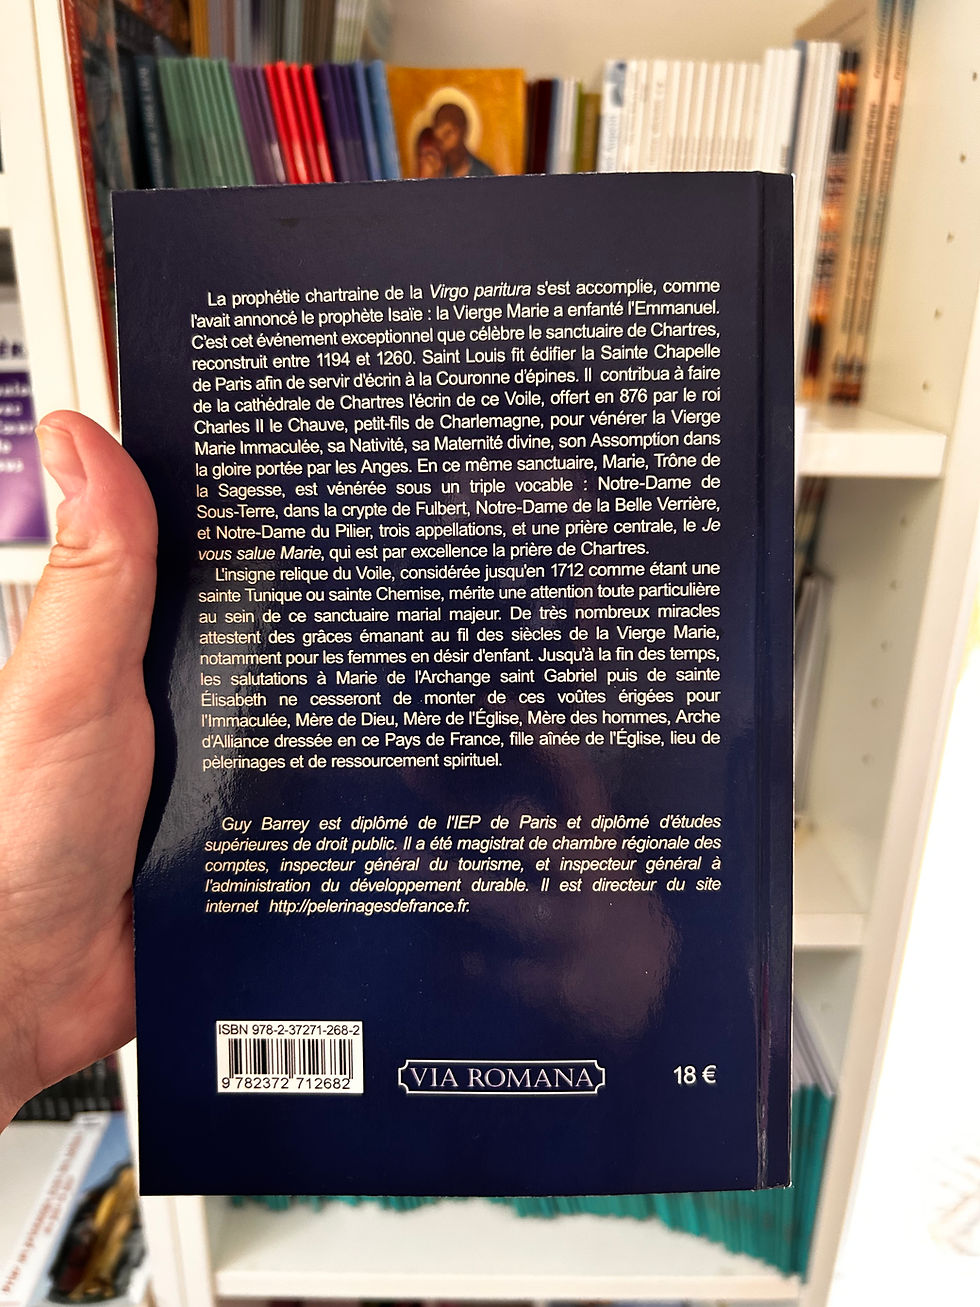 La prophétie chartraine de la Virgo paritura s'est accomplie, comme
l'avait annoncé le prophète Isaïe : la Vierge Marie a enfanté l'Emmanuel.
C'est cet évènement exceptionnel que célèbre le sanctuaire de Chartres,
reconstruit entre 1194 et 1260. Saint Louis fit édifier la Sainte Chapelle
de Paris afin de servir d'écrin à la Couronne d'épines. Il contribua à faire
de la cathédrale de Chartres l'écrin de ce Voile, offert en 876 par le roi
Charles II le Chauve, petit-fils de Charlemagne, pour vénérer la Vierge
Marie Immaculée, sa Nativité, sa Maternité divine, son Assomption dans
la gloire portée par les Anges. En ce même sanctuaire, Marie, Trône de
la Sagesse, est vénérée sous un triple vocable : Notre-Dame de
Sous-Terre, dans la crypte de Fulbert, Notre-Dame de la Belle Verrière,
et Notre-Dame du Pilier, trois appellations, et une prière centrale, le Je
vous salue Marie, qui est par excellence la prière de Chartres.
L'insigne relique du Voile, considérée jusqu'en 1712 comme étant une
sainte Tunique ou sainte Chemise, mérite une attention toute particulière
au sein de ce sanctuaire marial majeur. De très nombreux miracles
attestent des grâces émanant au fil des siècles de la Vierge Marie,
notamment pour les femmes en désir d'enfant. Jusqu'à la fin des temps,
les salutations à Marie de l'Archange saint Gabriel puis de sainte
Élisabeth ne cesseront de monter de ces voûtes érigées pour
l'Immaculée, Mère de Dieu, Mère de l'Église, Mère des hommes, Arche
d'Alliance dressée en ce Pays de France, fille aînée de l'Église, lieu de
pèlerinages et de ressourcement spirituel.
Guy Barrey est diplômé de l'IEP de Paris et diplômé d'études
supérieures de droit public. Il a été magistrat de chambre régionale des
comptes, inspecteur général du tourisme, et inspecteur général à
l'administration du développement durable. Il est directeur du site
internet http://pelerinagesdefrance.fr.
ISBN 978-2-37271-268-2
9 782372 712682
VIA ROMANA
18 €